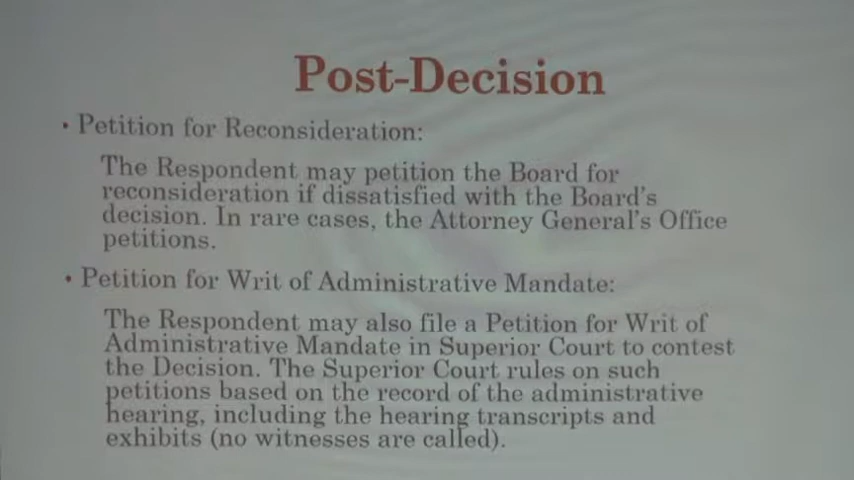 Post-Decision
• Petition for Reconsideration:
The Respondent may petition the Board for
reconsideration if dissatisfied with the Board's
decision. In rare cases, the Attorney General's Office
petitions.
• Petition for Writ of Administrative Mandate:
The Respondent may also file a Petition for Writ of
Administrative Mandate in Superior Court to contest
the Decision. The Superior Court rules on such
petitions based on the record of the administrative
hearing, including the hearing transcripts and
exhibits (no witnesses are called).